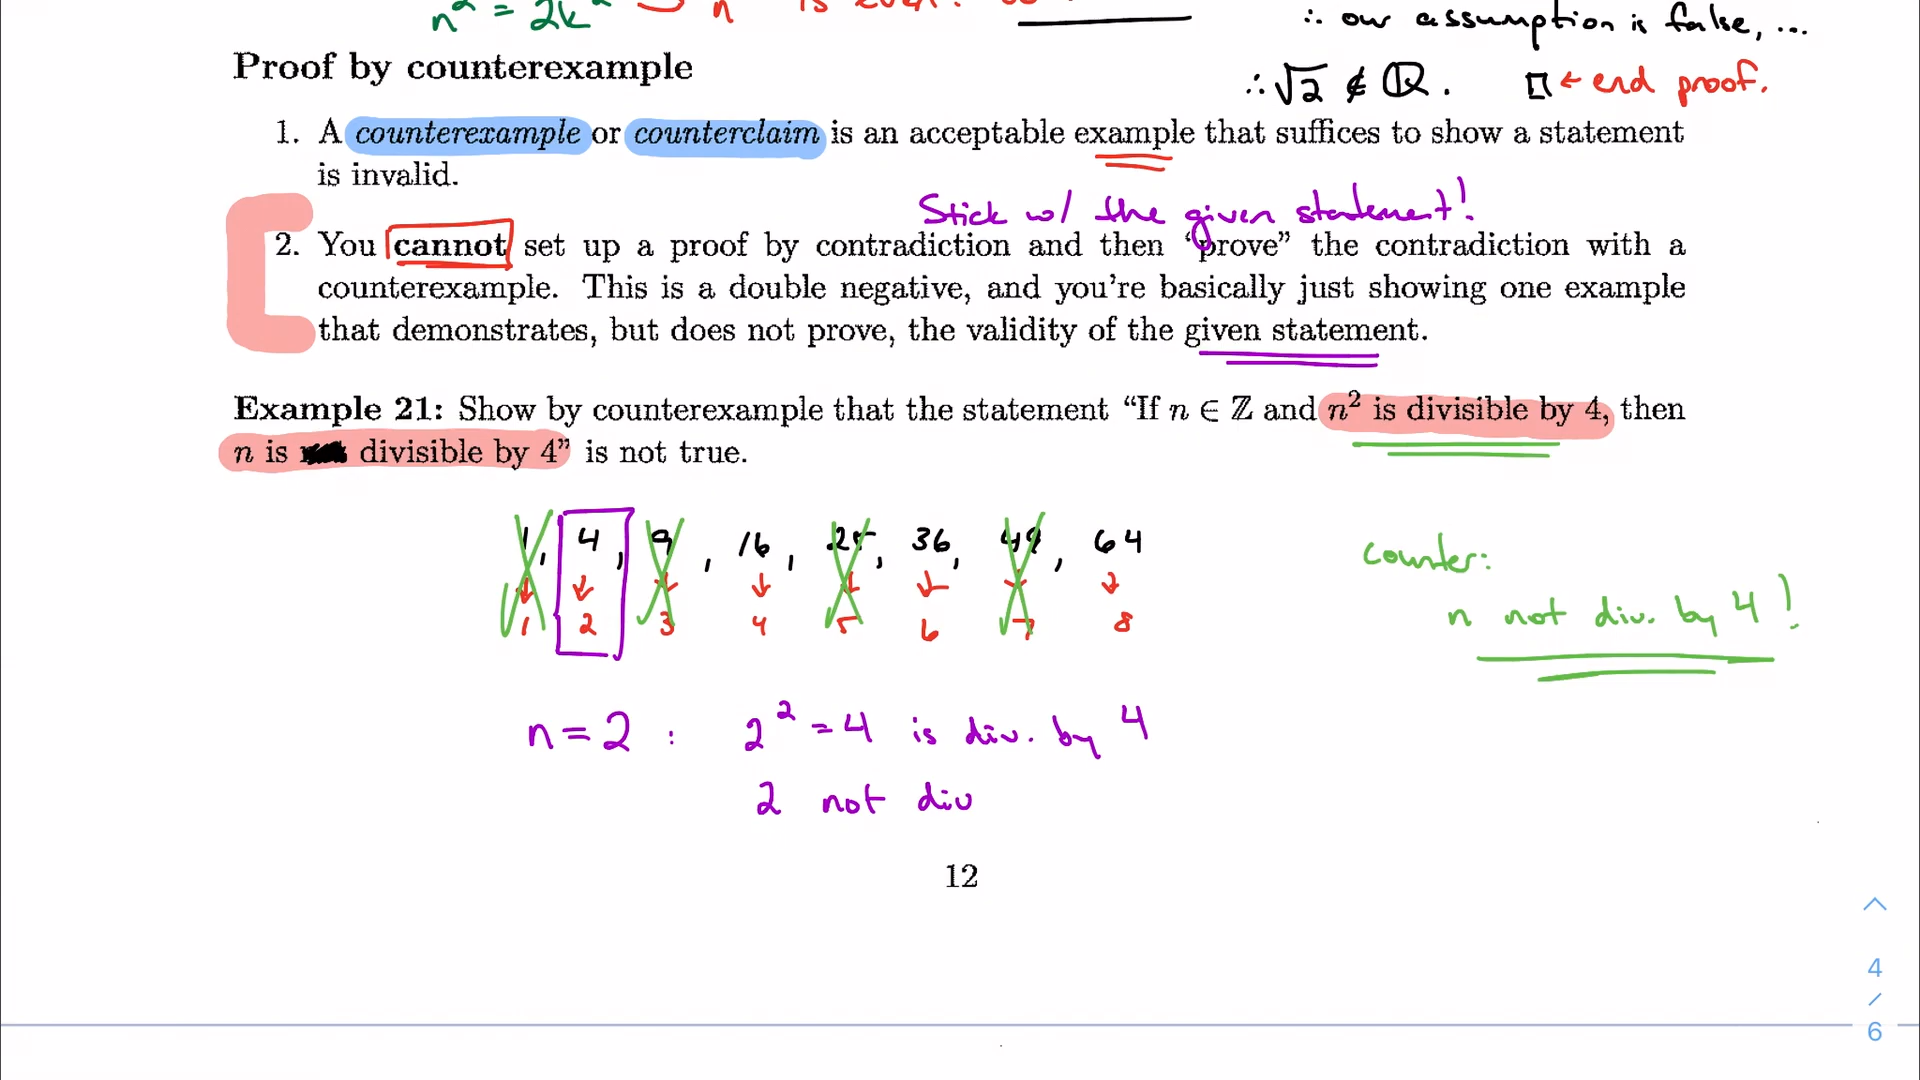 n² = 2k² → n is even!
∴ our assumption is false, ...
Proof by counterexample
∴ √2 ∉ ℚ. □ ← end proof.
1. A counterexample or counterclaim is an acceptable example that suffices to show a statement
is invalid.
Stick w/ the given statement!
2. You cannot set up a proof by contradiction and then “prove” the contradiction with a
counterexample. This is a double negative, and you’re basically just showing one example
that demonstrates, but does not prove, the validity of the given statement.
Example 21: Show by counterexample that the statement “If n ∈ ℤ and n² is divisible by 4, then
n is divisible by 4” is not true.
1, 4, 9, 16, 25, 36, 49, 64
↓ ↓ ↓ ↓ ↓ ↓ ↓ ↓
1 2 3 4 5 6 7 8
counter:
n not div. by 4!
n = 2 : 2² = 4 is div. by 4
2 not div
12
4
/
6